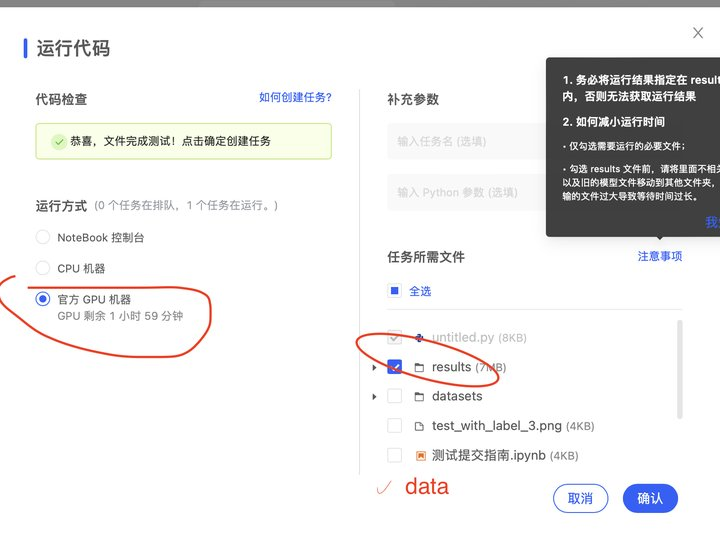 运行代码
代码检查
如何创建任务?
恭喜，文件完成测试！点击确定创建任务
运行方式 (0 个任务在排队，1 个任务在运行。)
NoteBook 控制台
CPU 机器
官方 GPU 机器
GPU 剩余 1 小时 59 分钟
补充参数
输入任务名 (选填)
输入 Python 参数 (选填)
1. 务必将运行结果指定在 result
内，否则无法获取运行结果
2. 如何减小运行时间
· 仅勾选需要运行的必要文件；
· 勾选 results 文件前，请将里面不相关
以及旧的模型文件移动到其他文件夹，
输的文件过大导致等待时间过长。
我
任务所需文件
注意事项
全选
untitled.py (8KB)
results (7MB)
datasets
test_with_label_3.png (4KB)
测试提交指南.ipynb (4KB)
data
取消
确认